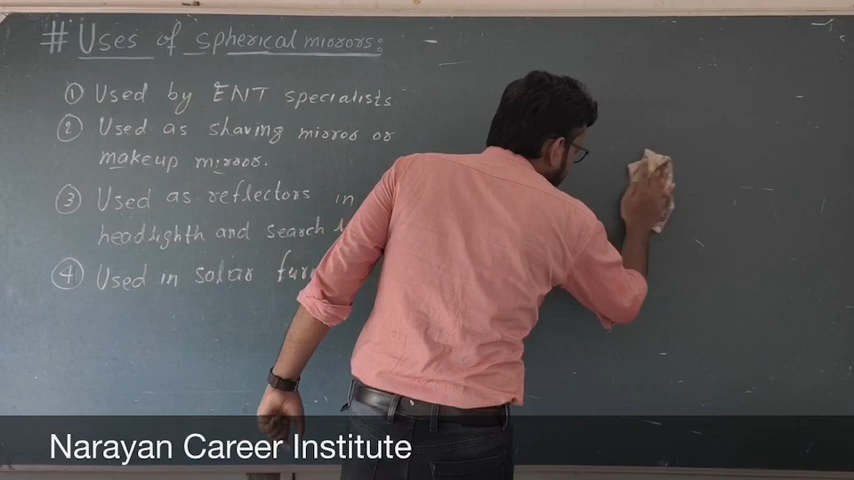 # Uses of spherical mirrors:
① Used by ENT specialists
② Used as shaving mirror or
makeup mirror.
③ Used as reflectors in
headlighth and search
④ Used in solar
Narayan Career Institute